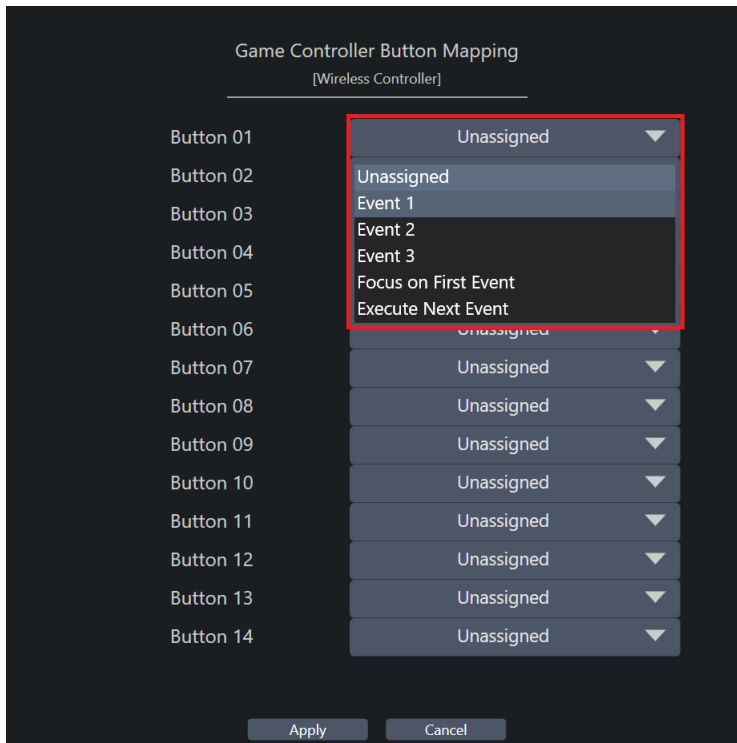 Game Controller Button Mapping
[Wireless Controller]
Button 01 Unassigned
Button 02 Unassigned
Event 1
Button 03 Event 2
Button 04 Event 3
Button 05 Focus on First Event
Execute Next Event
Button 06 Unassigned
Button 07 Unassigned
Button 08 Unassigned
Button 09 Unassigned
Button 10 Unassigned
Button 11 Unassigned
Button 12 Unassigned
Button 13 Unassigned
Button 14 Unassigned
Apply Cancel